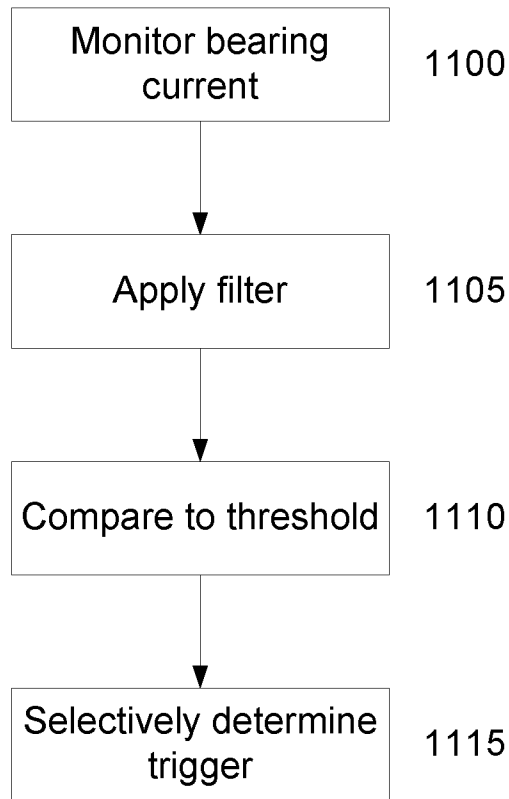 Monitor bearing
current
1100
Apply filter
1105
Compare to threshold
1110
Selectively determine
trigger
1115